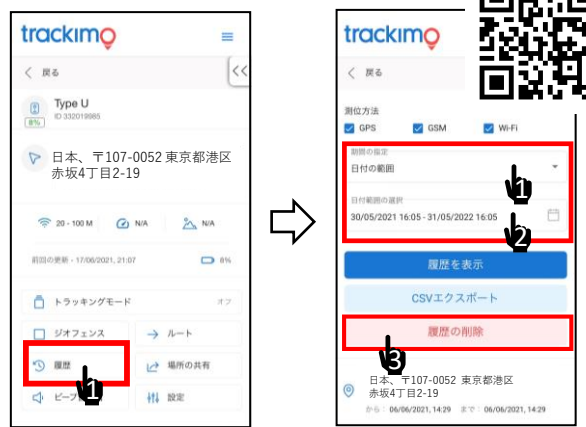 trackimo
< 戻る
<<
Type U
ID 332019985
8%
日本、〒107-0052 東京都港区
赤坂4丁目2-19
20 - 100 M
N/A
N/A
前回の更新 - 17/06/2021, 21:07
8%
トラッキングモード
オフ
ジオフェンス
ルート
履歴
1
場所の共有
ビープ
1
設定
trackimo
< 戻る
測位方法
GPS
GSM
Wi-Fi
期間の指定
日付の範囲
1
日付範囲の選択
30/05/2021 16:05 - 31/05/2022 16:05
2
履歴を表示
CSVエクスポート
履歴の削除
3
日本、〒107-0052 東京都港区
赤坂4丁目2-19
から : 06/06/2021, 14:29 まで : 06/06/2021, 14:29